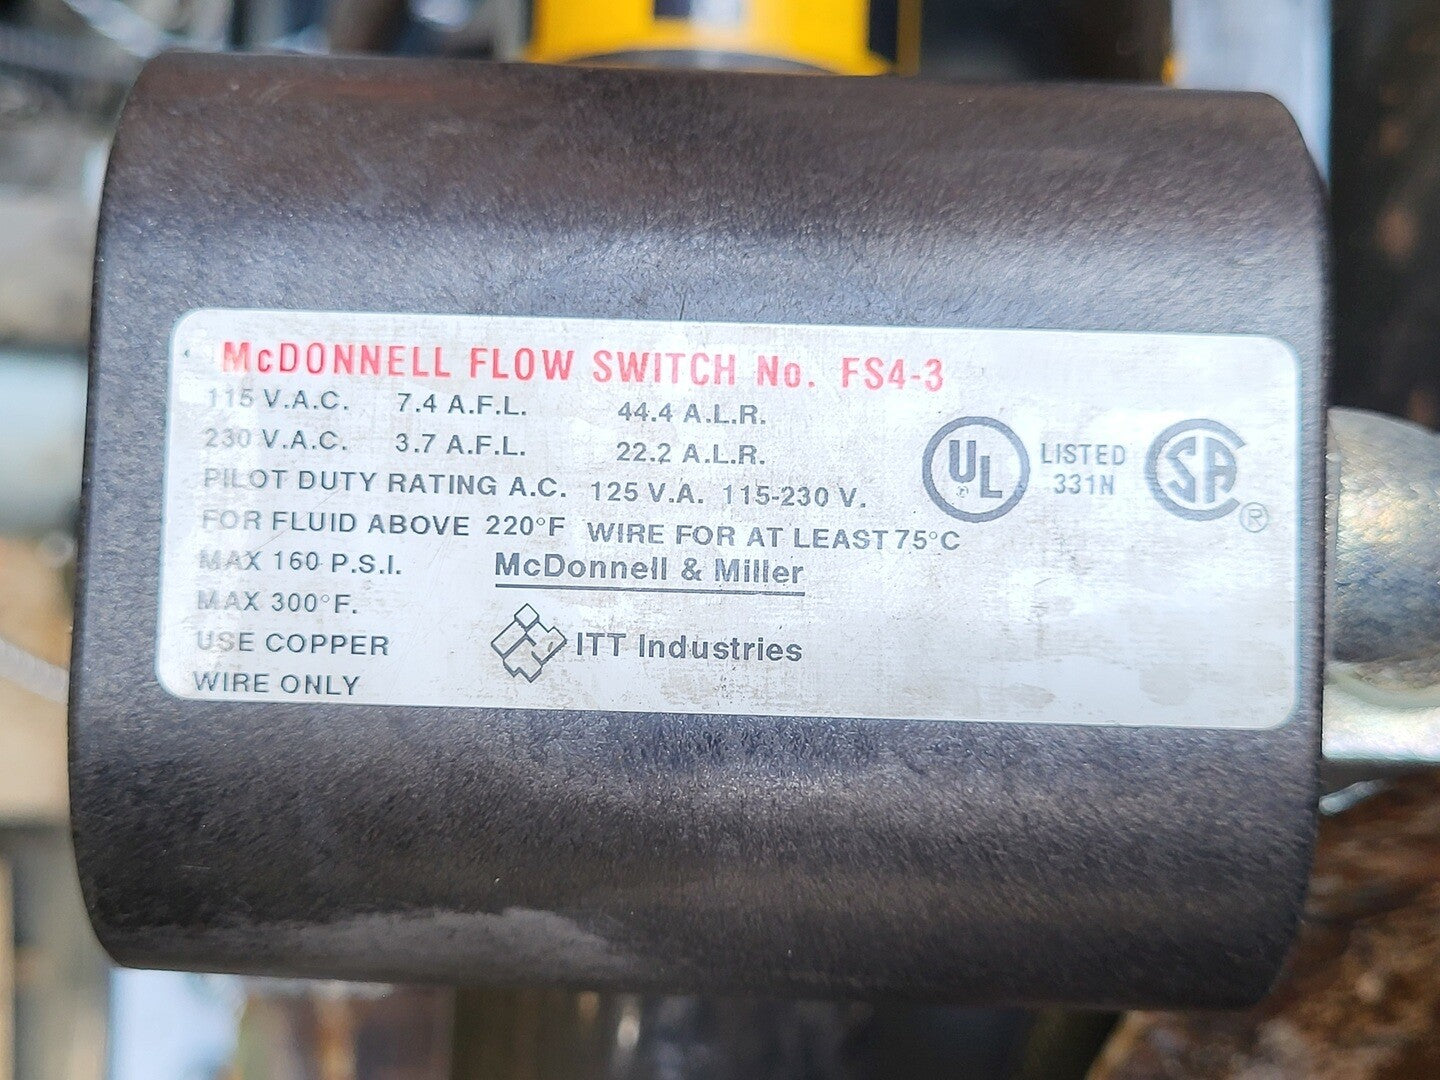 McDONNELL FLOW SWITCH No. FS4-3
115 V.A.C. 7.4 A.F.L. 44.4 A.L.R.
230 V.A.C. 3.7 A.F.L. 22.2 A.L.R.
PILOT DUTY RATING A.C. 125 V.A. 115-230 V.
FOR FLUID ABOVE 220°F WIRE FOR AT LEAST 75°C
MAX 160 P.S.I.
MAX 300°F.
USE COPPER
WIRE ONLY
McDonnell & Miller
ITT Industries
UL
LISTED
331N
SA ®